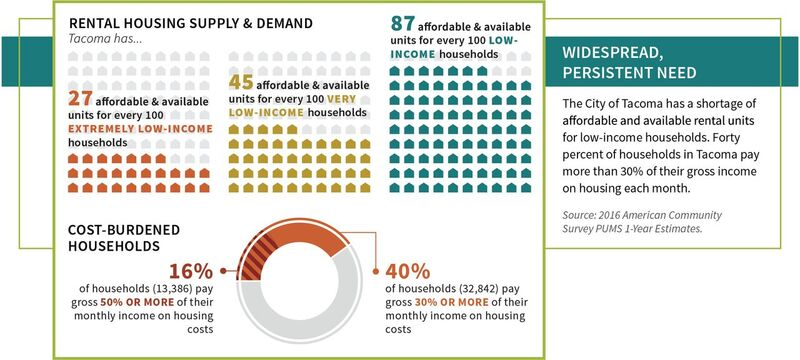 RENTAL HOUSING SUPPLY & DEMAND
Tacoma has...
27 affordable & available
units for every 100
EXTREMELY LOW-INCOME
households
45 affordable & available
units for every 100 VERY
LOW-INCOME households
87 affordable & available
units for every 100 LOW-
INCOME households
COST-BURDENED
HOUSEHOLDS
16%
of households (13,386) pay
gross 50% OR MORE of their
monthly income on housing
costs
40%
of households (32,842) pay
gross 30% OR MORE of their
monthly income on housing
costs
WIDESPREAD,
PERSISTENT NEED
The City of Tacoma has a shortage of
affordable and available rental units
for low-income households. Forty
percent of households in Tacoma pay
more than 30% of their gross income
on housing each month.
Source: 2016 American Community
Survey PUMS 1-Year Estimates.